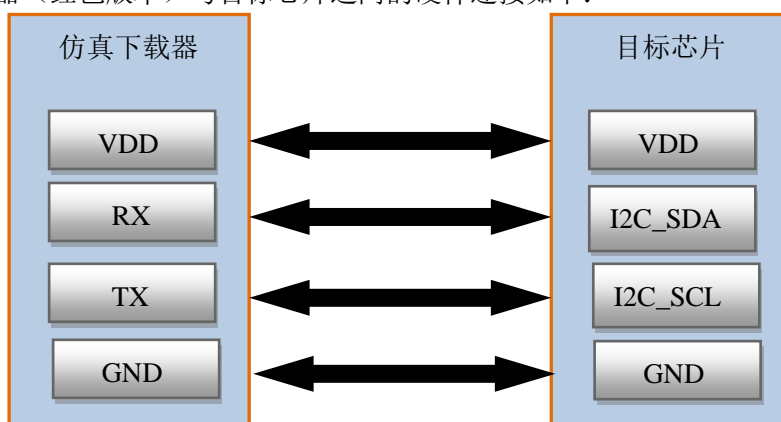 仿真下载器 目标芯片
VDD VDD
RX I2C_SDA
TX I2C_SCL
GND GND